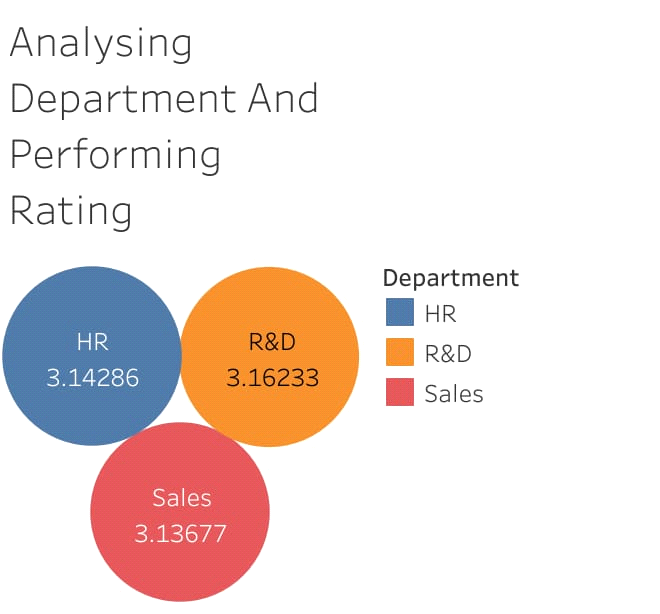 Analysing
Department And
Performing
Rating
HR
3.14286
R&D
3.16233
Sales
3.13677
Department
HR
R&D
Sales